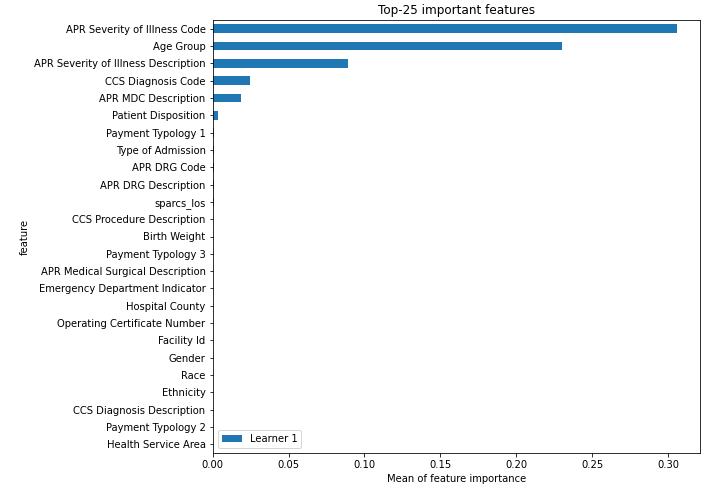 Top-25 important features
APR Severity of Illness Code
Age Group
APR Severity of Illness Description
CCS Diagnosis Code
APR MDC Description
Patient Disposition
Payment Typology 1
Type of Admission
APR DRG Code
APR DRG Description
sparcs_los
CCS Procedure Description
Birth Weight
Payment Typology 3
APR Medical Surgical Description
Emergency Department Indicator
Hospital County
Operating Certificate Number
Facility Id
Gender
Race
Ethnicity
CCS Diagnosis Description
Payment Typology 2
Health Service Area
feature
Learner 1
0.00 0.05 0.10 0.15 0.20 0.25 0.30
Mean of feature importance